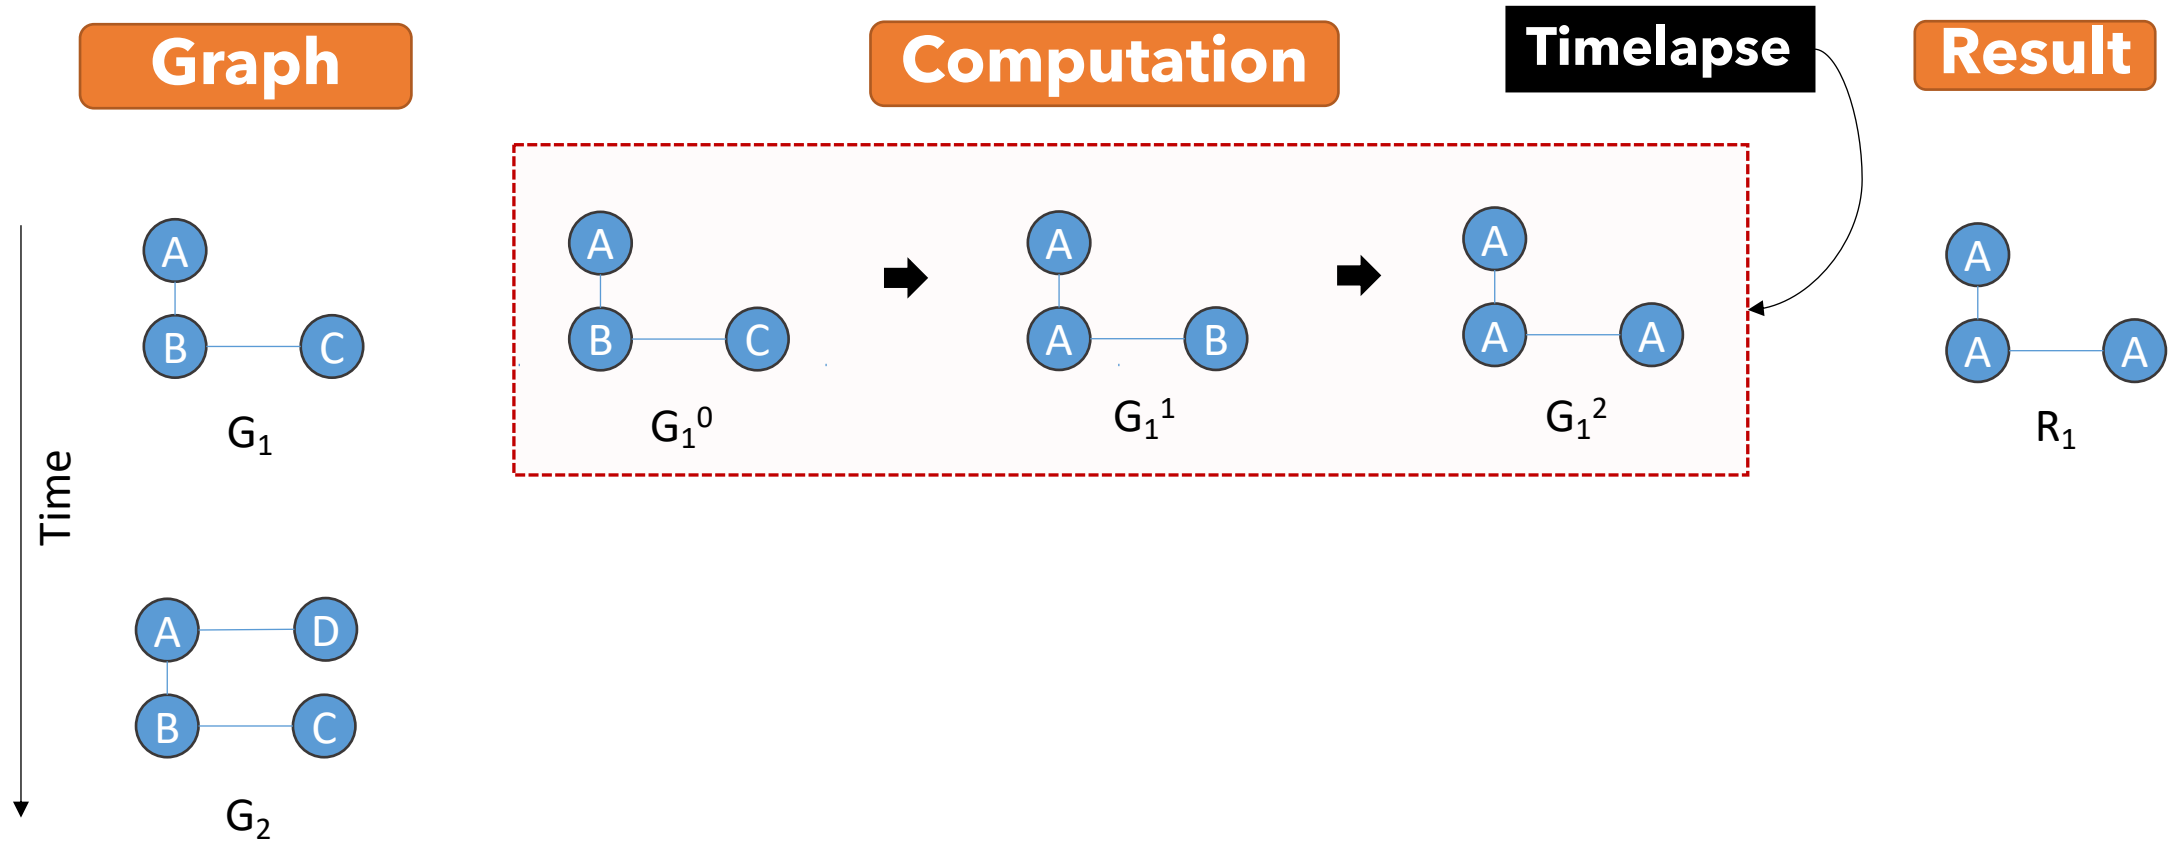 Graph
Computation
Timelapse
Result
A
B C
G₁
A
B C
G₁⁰
A
A B
G₁¹
A
A A
G₁²
A
A A
R₁
Time
A D
B C
G₂